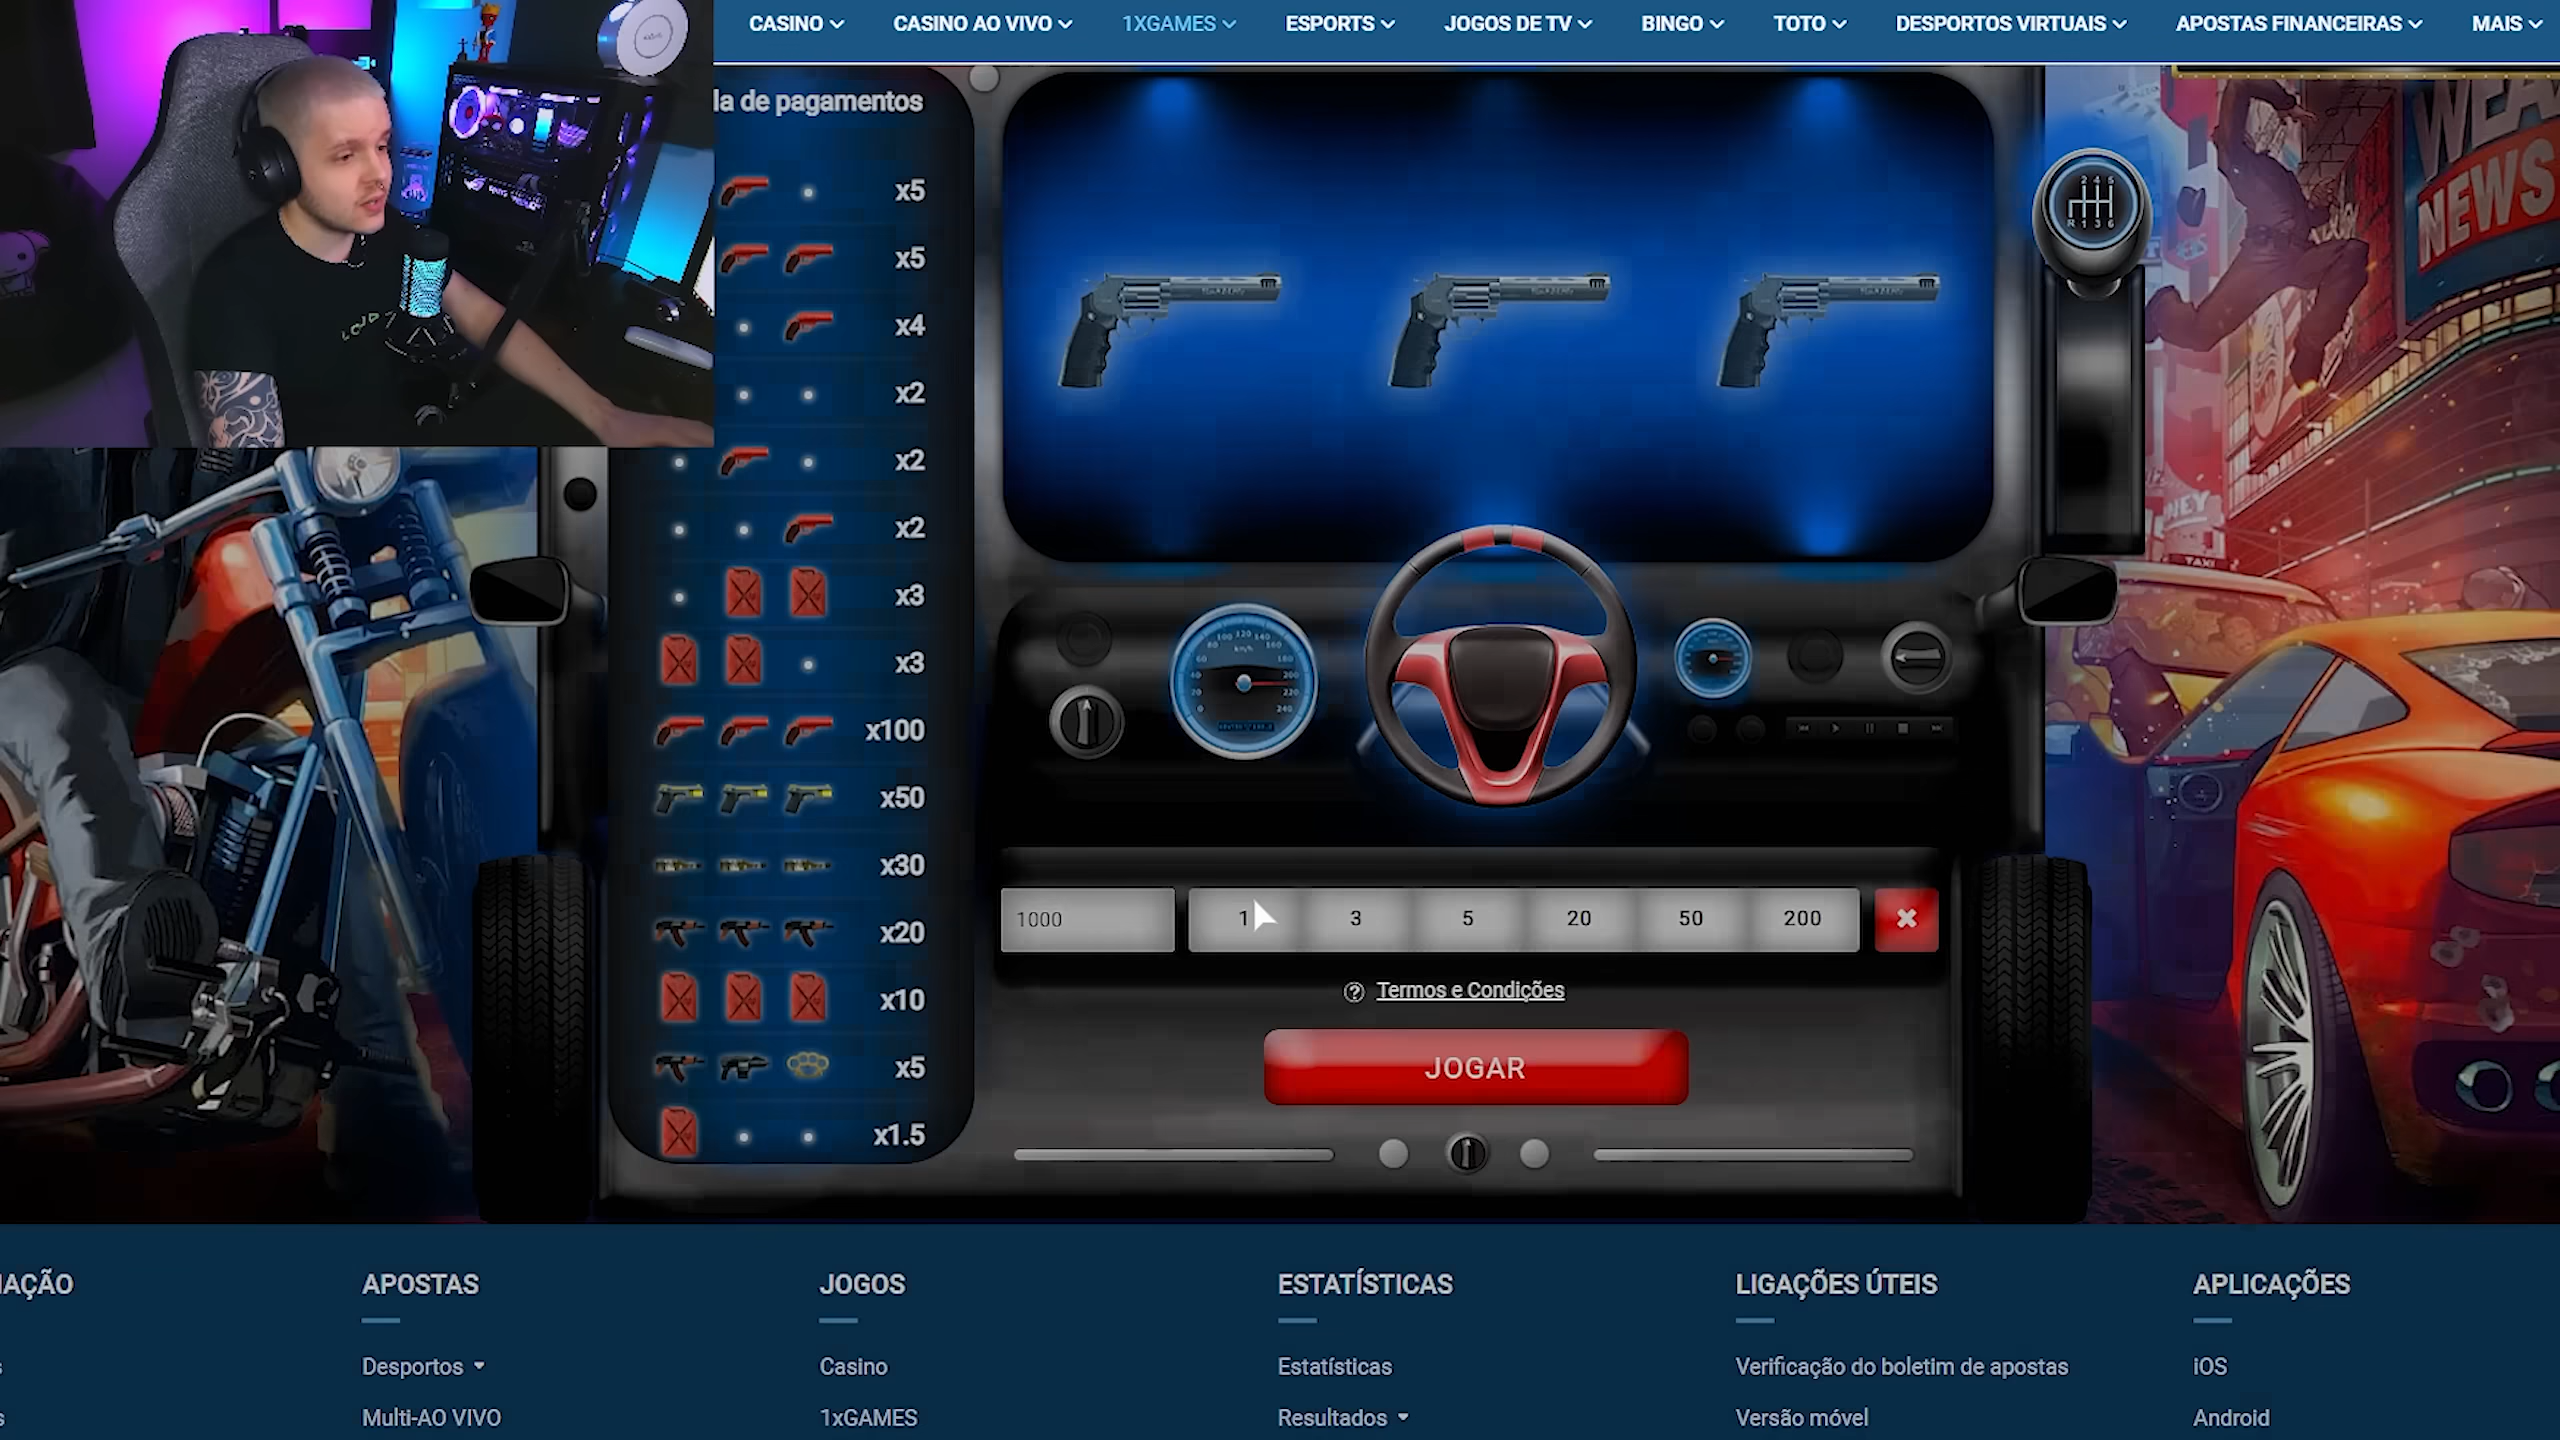 CASINO CASINO AO VIVO 1XGAMES ESPORTS JOGOS DE TV BINGO TOTO DESPORTOS VIRTUAIS APOSTAS FINANCEIRAS MAIS
la de pagamentos
x5
x5
x4
x2
x2
x2
x3
x3
x100
x50
x30
x20
x10
x5
x1.5
LOUD
NEWS
TAXI
1000 1 3 5 20 50 200
Termos e Condições
JOGAR
APOSTAS JOGOS ESTATÍSTICAS LIGAÇÕES ÚTEIS APLICAÇÕES
Desportos Casino Estatísticas Verificação do boletim de apostas iOS
Multi-AO VIVO 1xGAMES Resultados Versão móvel Android